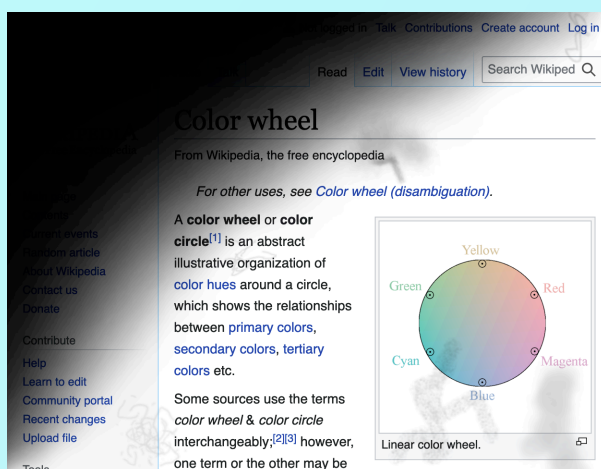 logged in Talk Contributions Create account Log in
Read Edit View history Search Wikiped
Color wheel
From Wikipedia, the free encyclopedia
For other uses, see Color wheel (disambiguation).
A color wheel or color
circle[1] is an abstract
illustrative organization of
color hues around a circle,
which shows the relationships
between primary colors,
secondary colors, tertiary
colors etc.
Some sources use the terms
color wheel & color circle
interchangeably;[2][3] however,
one term or the other may be
Yellow
Green
Red
Cyan
Magenta
Blue
Linear color wheel.
Current events
Random article
About Wikipedia
Contact us
Donate
Contribute
Help
Learn to edit
Community portal
Recent changes
Upload file
Tools